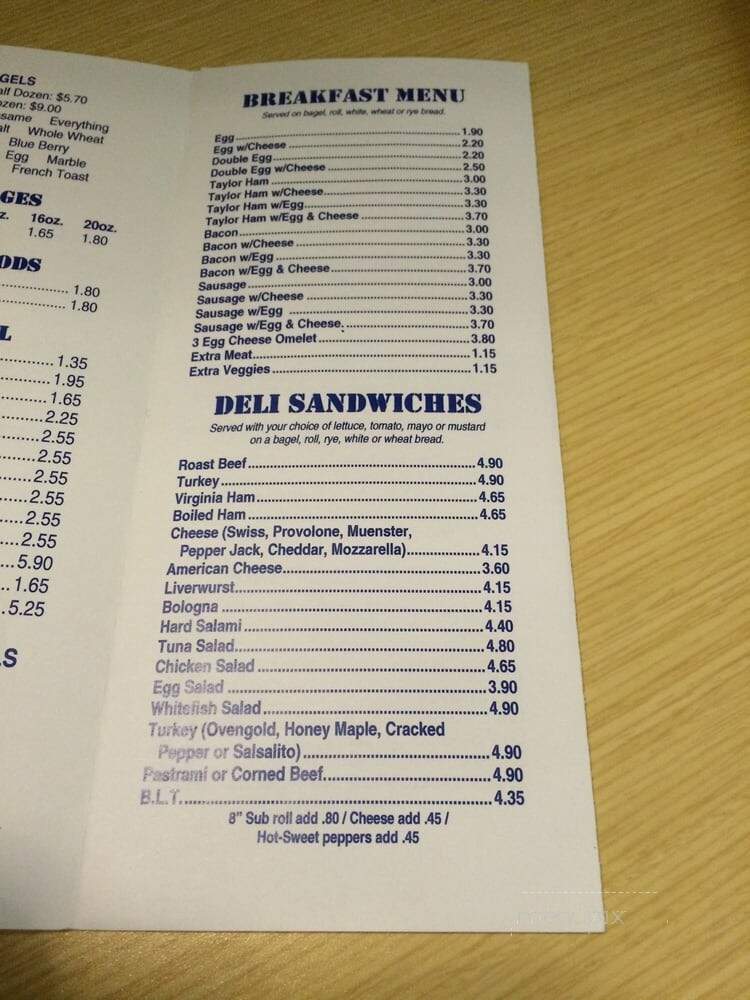 GELS
alf Dozen: $5.70
ozen: $9.00
same Everything
alt Whole Wheat
Blue Berry
Egg Marble
French Toast
GES
z. 16oz. 20oz.
1.65 1.80
ODS
1.80
1.80
L
1.35
1.95
1.65
2.25
2.55
2.55
2.55
2.55
2.55
2.55
5.90
1.65
5.25
LS
BREAKFAST MENU
Served on bagel, roll, white, wheat or rye bread.
Egg 1.90
Egg w/Cheese 2.20
Double Egg 2.20
Double Egg w/Cheese 2.50
Taylor Ham 3.00
Taylor Ham w/Cheese 3.30
Taylor Ham w/Egg 3.30
Taylor Ham w/Egg & Cheese 3.70
Bacon 3.00
Bacon w/Cheese 3.30
Bacon w/Egg 3.30
Bacon w/Egg & Cheese 3.70
Sausage 3.00
Sausage w/Cheese 3.30
Sausage w/Egg 3.30
Sausage w/Egg & Cheese 3.70
3 Egg Cheese Omelet 3.80
Extra Meat 1.15
Extra Veggies 1.15
DELI SANDWICHES
Served with your choice of lettuce, tomato, mayo or mustard
on a bagel, roll, rye, white or wheat bread.
Roast Beef 4.90
Turkey 4.90
Virginia Ham 4.65
Boiled Ham 4.65
Cheese (Swiss, Provolone, Muenster,
Pepper Jack, Cheddar, Mozzarella) 4.15
American Cheese 3.60
Liverwurst 4.15
Bologna 4.15
Hard Salami 4.40
Tuna Salad 4.80
Chicken Salad 4.65
Egg Salad 3.90
Whitefish Salad 4.90
Turkey (Ovengold, Honey Maple, Cracked
Pepper or Salsalito) 4.90
Pastrami or Corned Beef 4.90
B.L.T. 4.35
8" Sub roll add .80 / Cheese add .45 /
Hot-Sweet peppers add .45